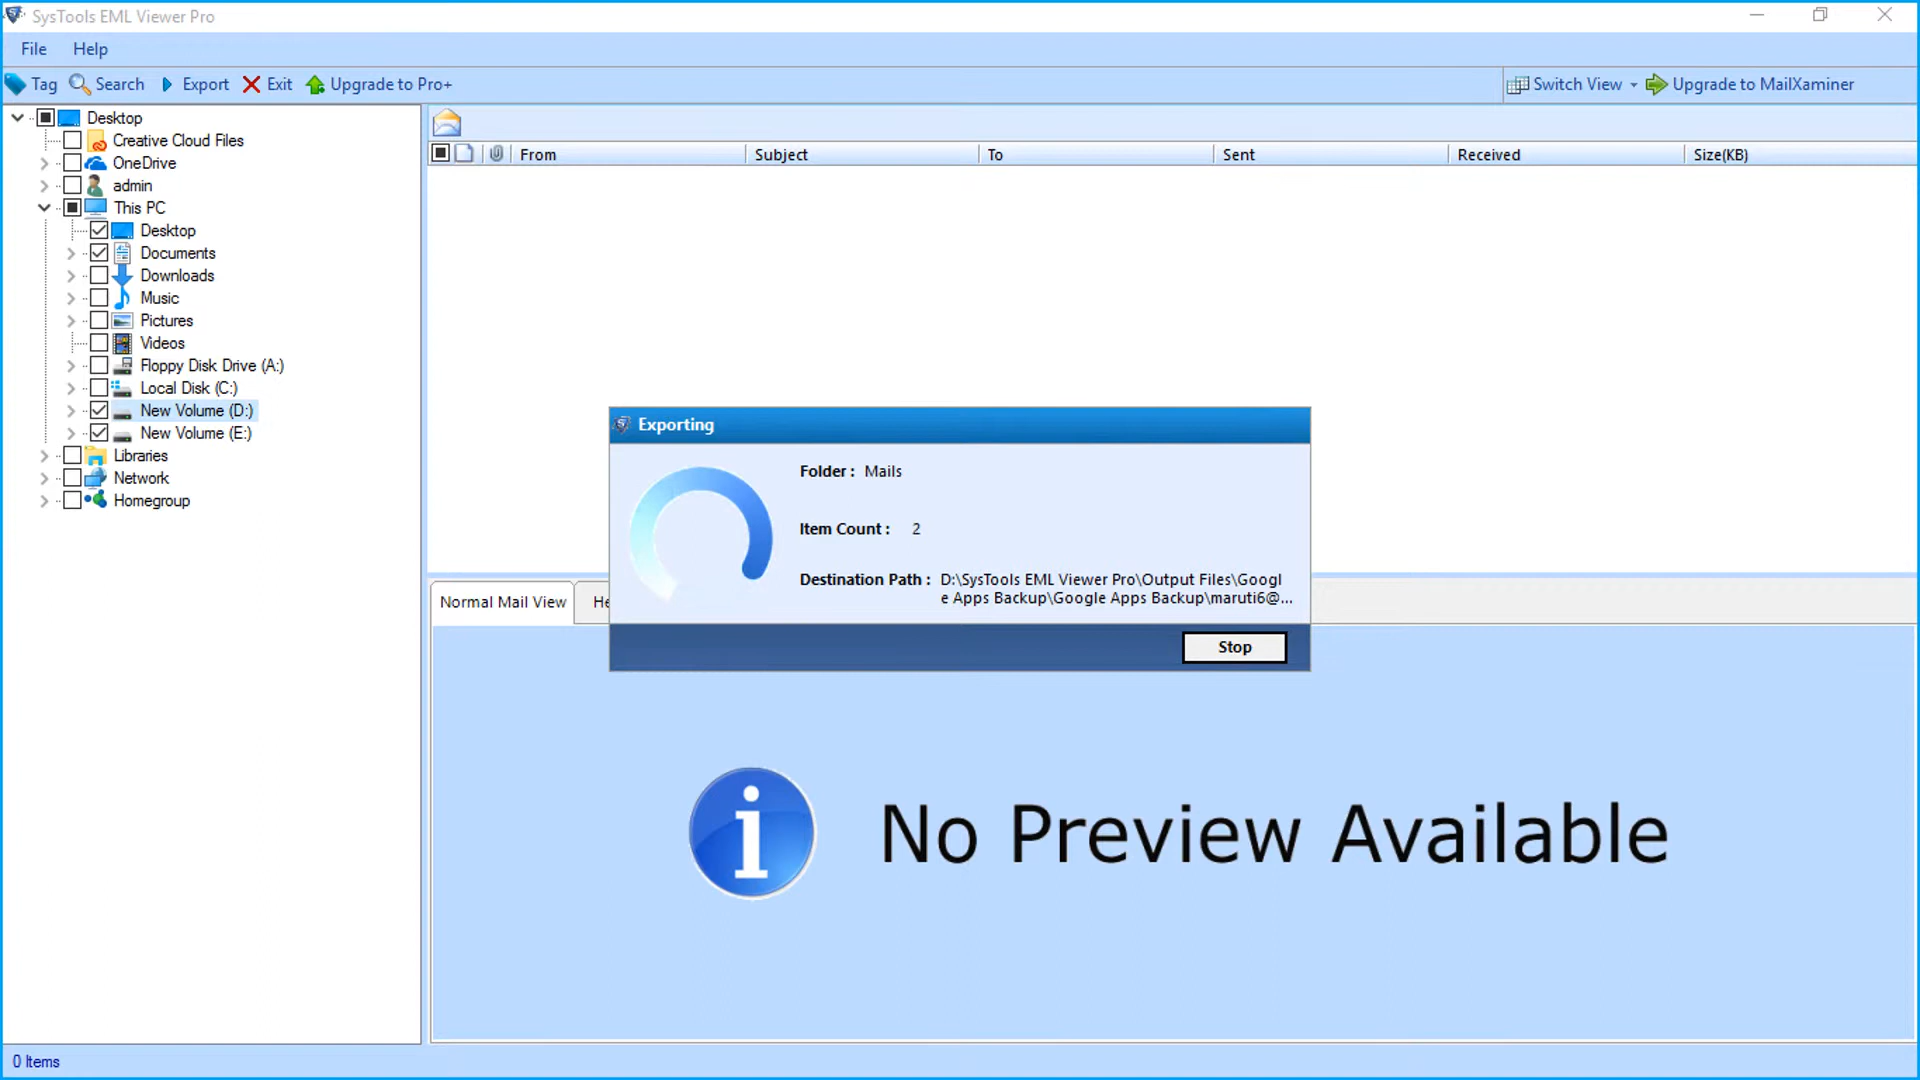 SysTools EML Viewer Pro
File Help
Tag Search Export Exit Upgrade to Pro+ Switch View Upgrade to MailXaminer
Desktop
Creative Cloud Files
OneDrive
admin
This PC
Desktop
Documents
Downloads
Music
Pictures
Videos
Floppy Disk Drive (A:)
Local Disk (C:)
New Volume (D:)
New Volume (E:)
Libraries
Network
Homegroup
From Subject To Sent Received Size(KB)
Exporting
Folder : Mails
Item Count : 2
Destination Path : D:\SysTools EML Viewer Pro\Output Files\Googl
e Apps Backup\Google Apps Backup\maruti6@...
Stop
Normal Mail View He
No Preview Available
0 Items